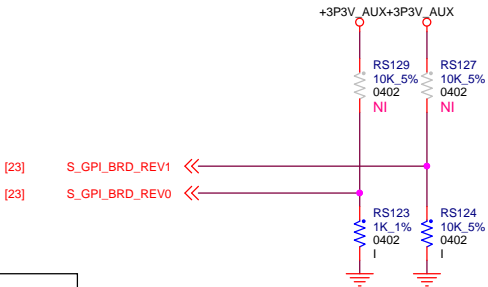 +3P3V_AUX+3P3V_AUX
RS129
10K_5%
0402
NI
RS127
10K_5%
0402
NI
[23] S_GPI_BRD_REV1
[23] S_GPI_BRD_REV0
RS123
1K_1%
0402
I
RS124
10K_5%
0402
I